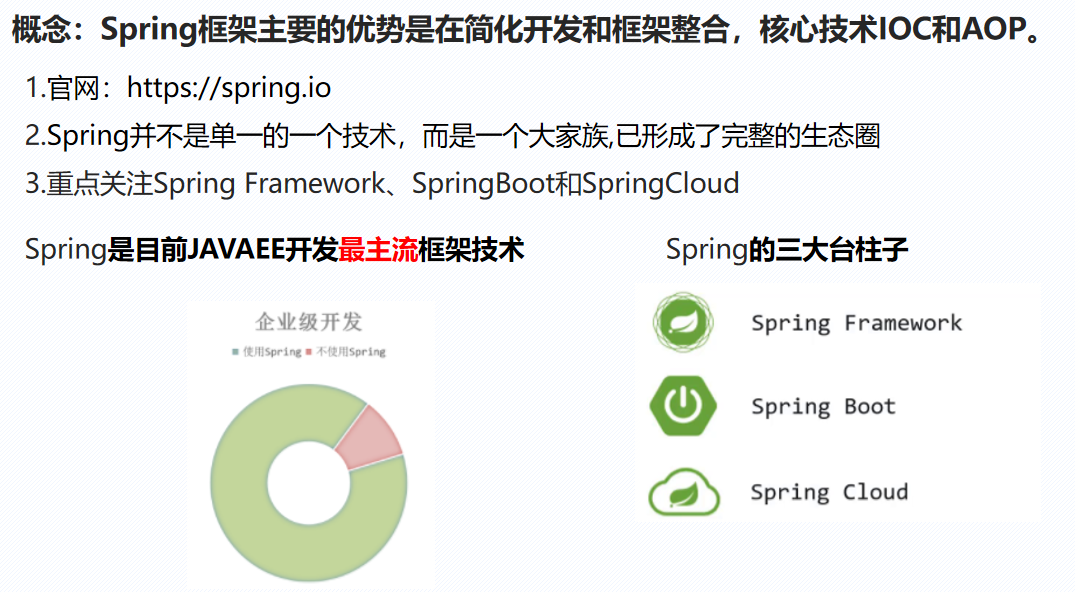 概念：Spring框架主要的优势是在简化开发和框架整合，核心技术IOC和AOP。
1.官网：https://spring.io
2.Spring并不是单一的一个技术，而是一个大家族,已形成了完整的生态圈
3.重点关注Spring Framework、SpringBoot和SpringCloud
Spring是目前JAVAEE开发最主流框架技术
企业级开发
使用Spring 不使用Spring
Spring的三大台柱子
Spring Framework
Spring Boot
Spring Cloud